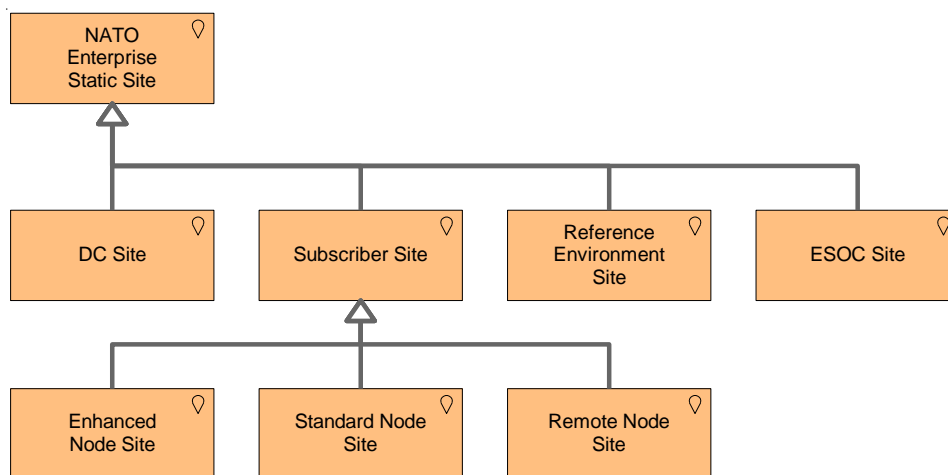 NATO
Enterprise
Static Site
DC Site
Subscriber Site
Reference
Environment
Site
ESOC Site
Enhanced
Node Site
Standard Node
Site
Remote Node
Site